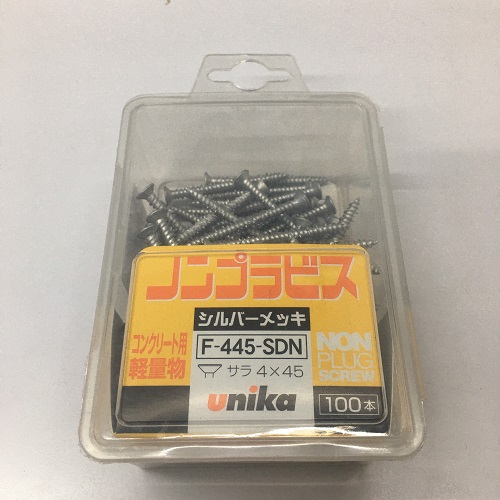 ノンプラビス
シルバーメッキ
コンクリート用
軽量物
F-445-SDN
サラ 4×45
unika
NON
PLUG
SCREW
100本